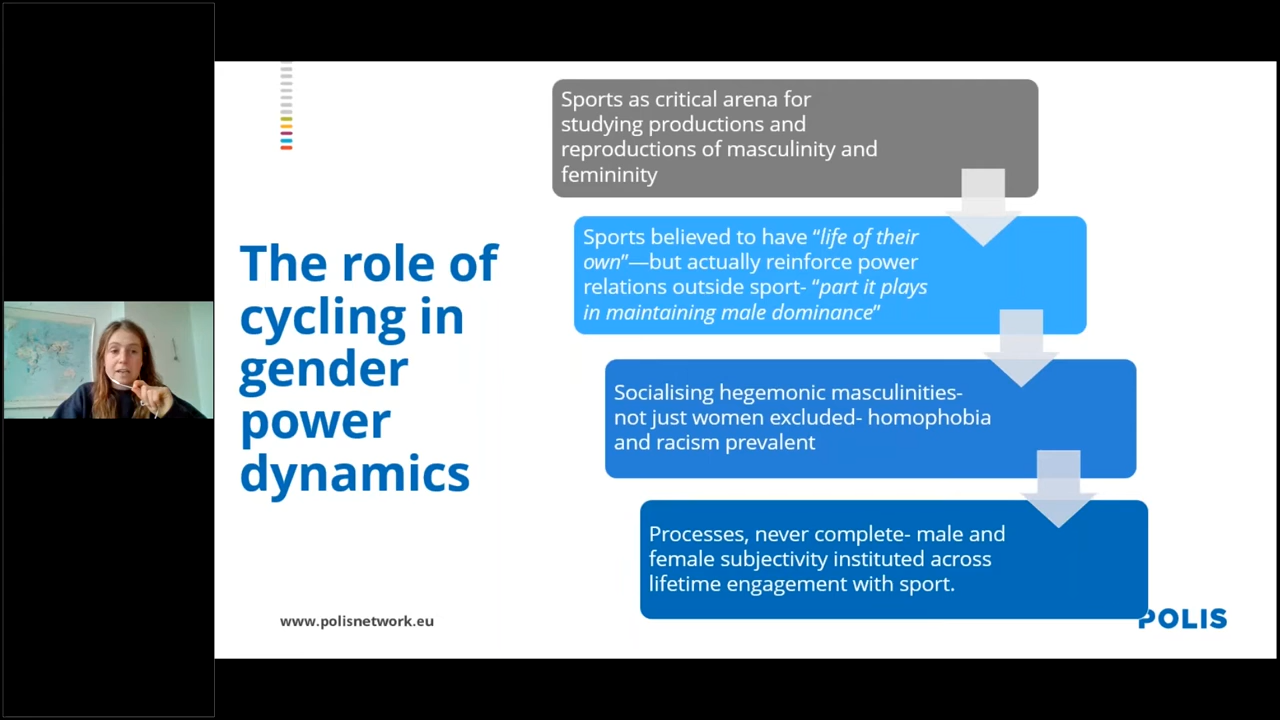 The role of
cycling in
gender
power
dynamics
Sports as critical arena for
studying productions and
reproductions of masculinity and
femininity
Sports believed to have “life of their
own”—but actually reinforce power
relations outside sport- “part it plays
in maintaining male dominance”
Socialising hegemonic masculinities-
not just women excluded- homophobia
and racism prevalent
Processes, never complete- male and
female subjectivity instituted across
lifetime engagement with sport.
www.polisnetwork.eu
POLIS